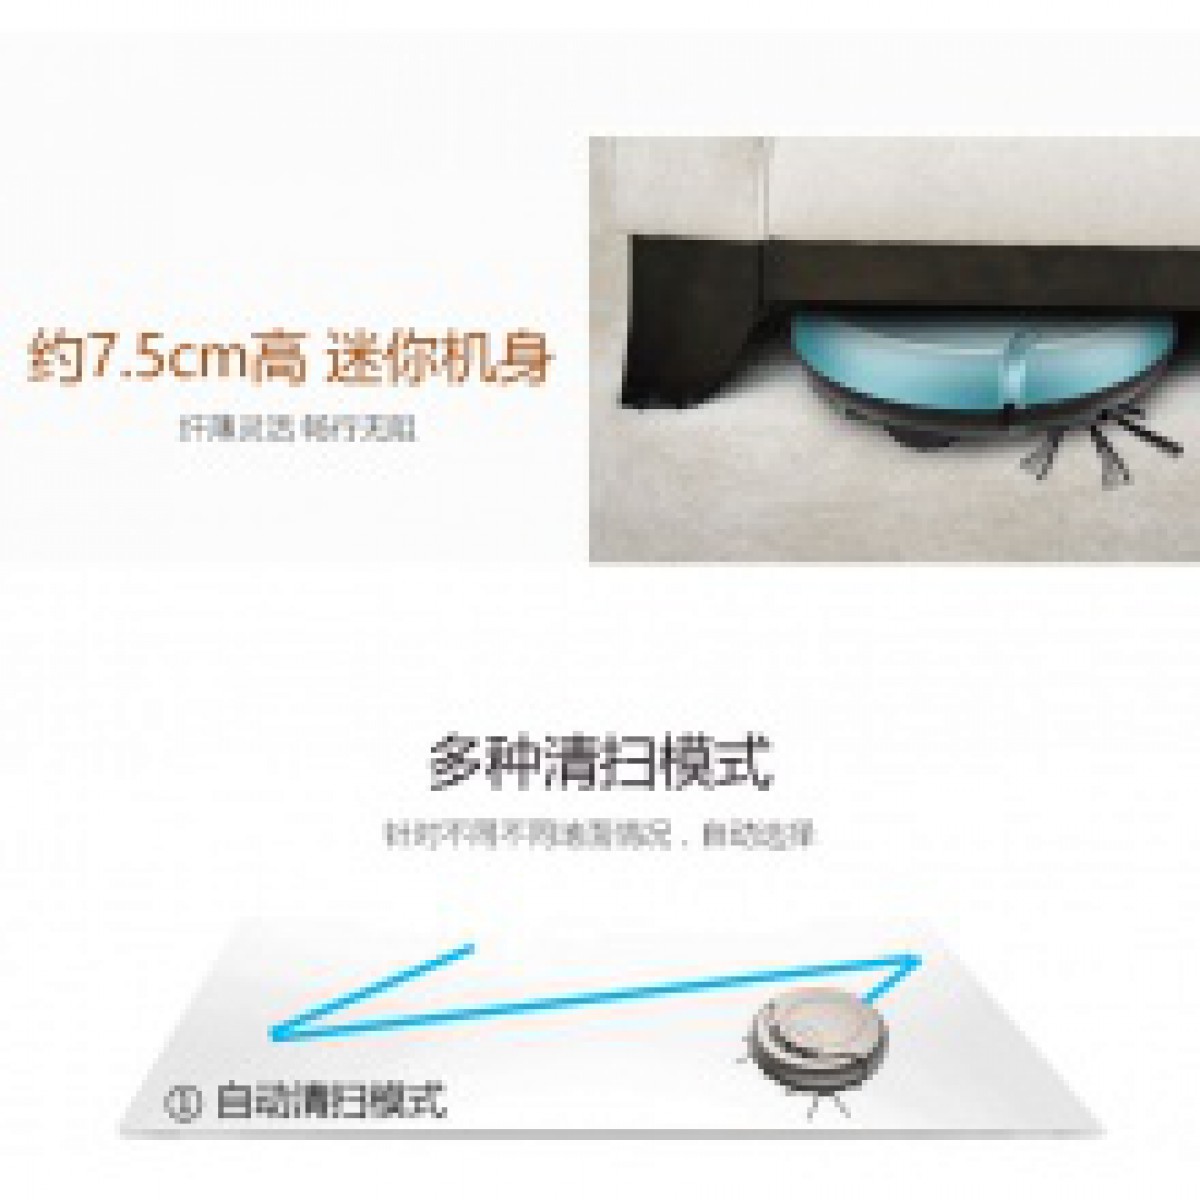 约7.5cm高 迷你机身
纤薄灵活 畅行无阻
多种清扫模式
针对不同不同地面情况，自动选择
① 自动清扫模式